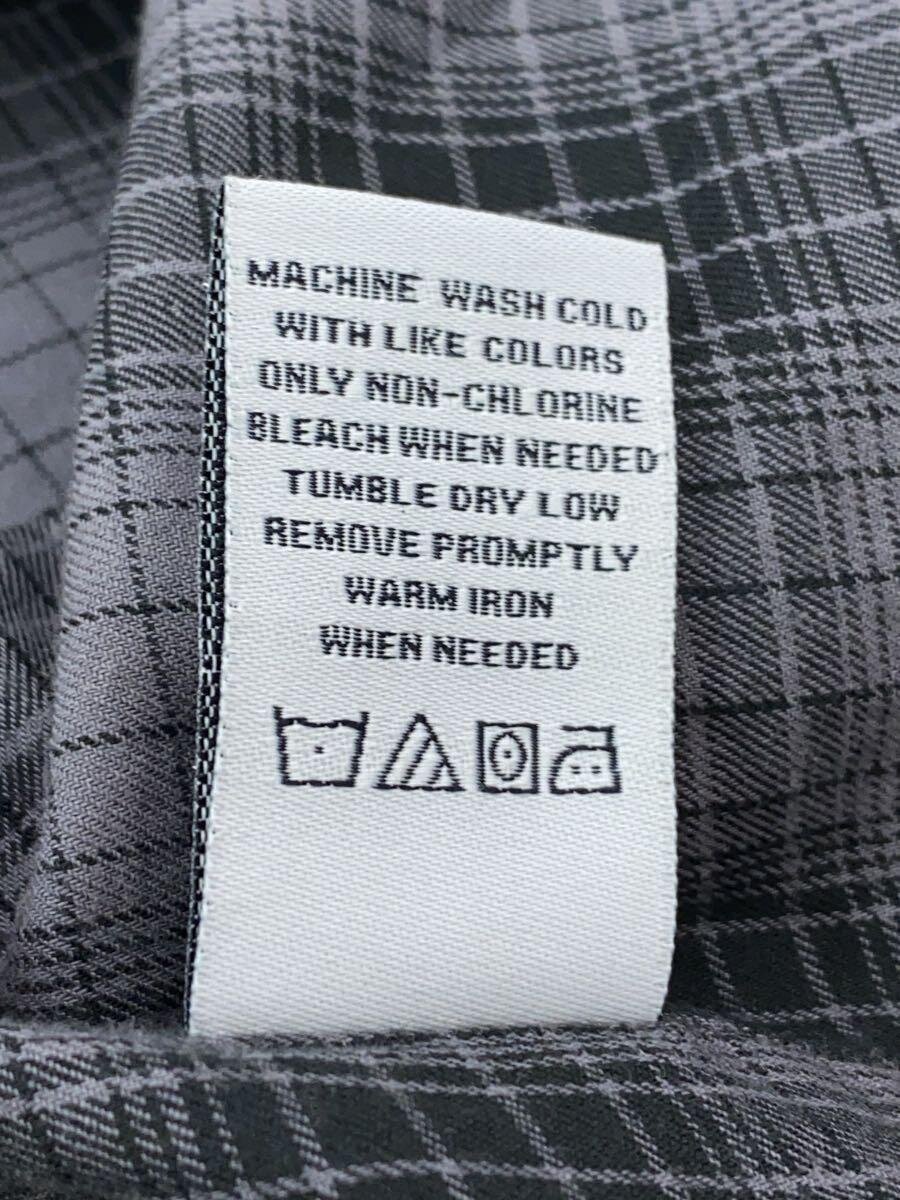 MACHINE WASH COLD
WITH LIKE COLORS
ONLY NON-CHLORINE
BLEACH WHEN NEEDED
TUMBLE DRY LOW
REMOVE PROMPTLY
WARM IRON
WHEN NEEDED